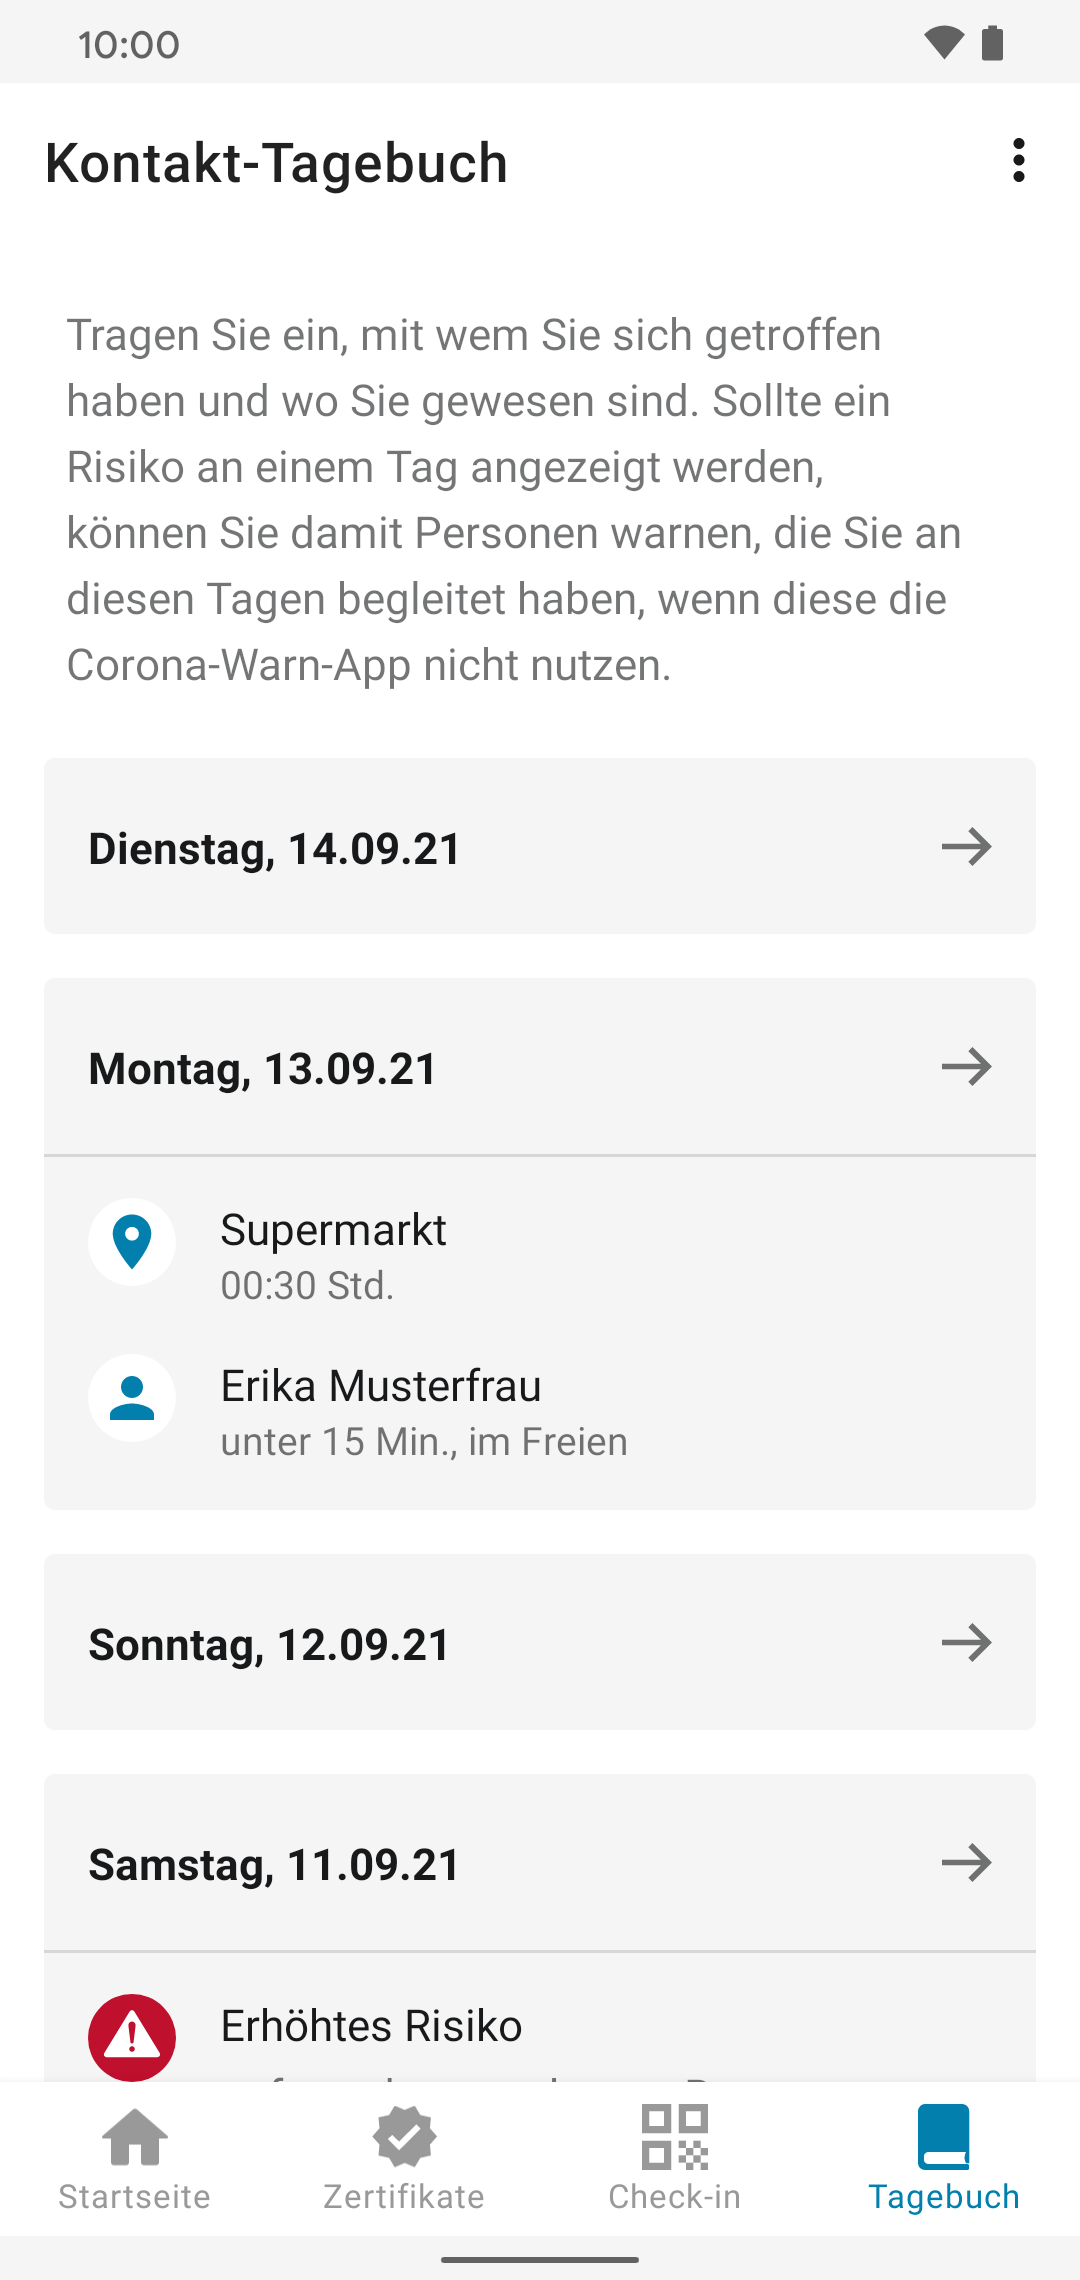 10:00
Kontakt-Tagebuch
Tragen Sie ein, mit wem Sie sich getroffen
haben und wo Sie gewesen sind. Sollte ein
Risiko an einem Tag angezeigt werden,
können Sie damit Personen warnen, die Sie an
diesen Tagen begleitet haben, wenn diese die
Corona-Warn-App nicht nutzen.
Dienstag, 14.09.21
Montag, 13.09.21
Supermarkt
00:30 Std.
Erika Musterfrau
unter 15 Min., im Freien
Sonntag, 12.09.21
Samstag, 11.09.21
Erhöhtes Risiko
Startseite
Zertifikate
Check-in
Tagebuch